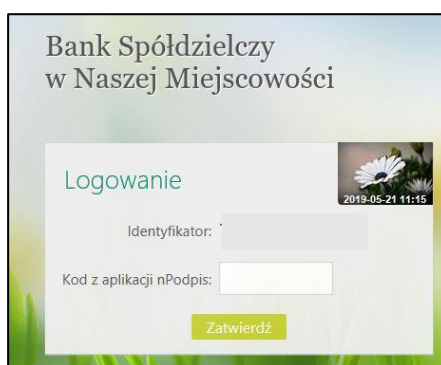 Bank Spółdzielczy
w Naszej Miejscowości
Logowanie
2019-05-21 11:15
Identyfikator:
Kod z aplikacji nPodpis:
Zatwierdź